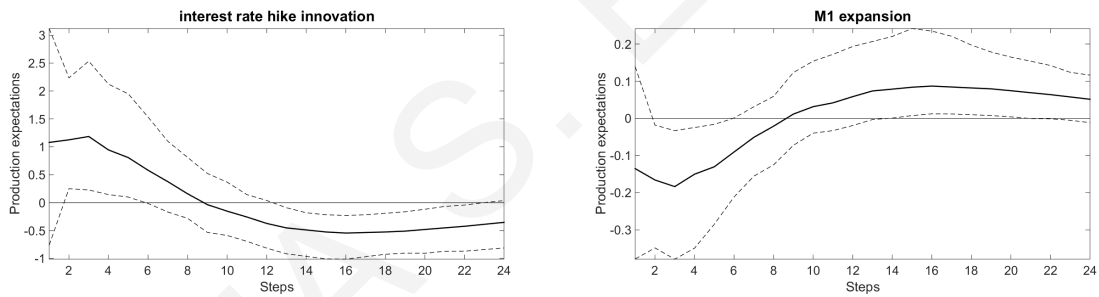 interest rate hike innovation
3
2.5
2
1.5
1
0.5
0
-0.5
-1
Production expectations
2 4 6 8 10 12 14 16 18 20 22 24
Steps
M1 expansion
0.2
0.1
0
-0.1
-0.2
-0.3
Production expectations
2 4 6 8 10 12 14 16 18 20 22 24
Steps